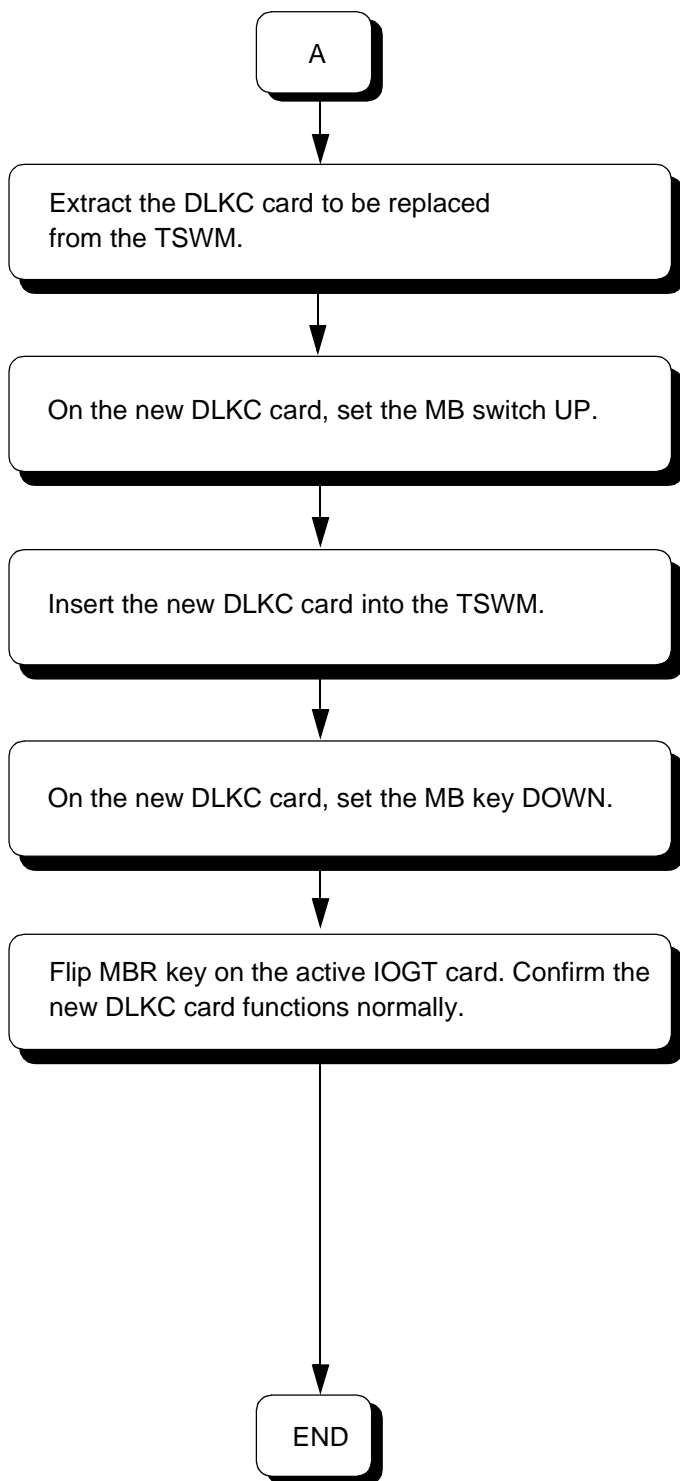 A
Extract the DLKC card to be replaced
from the TSWM.
On the new DLKC card, set the MB switch UP.
Insert the new DLKC card into the TSWM.
On the new DLKC card, set the MB key DOWN.
Flip MBR key on the active IOGT card. Confirm the
new DLKC card functions normally.
END